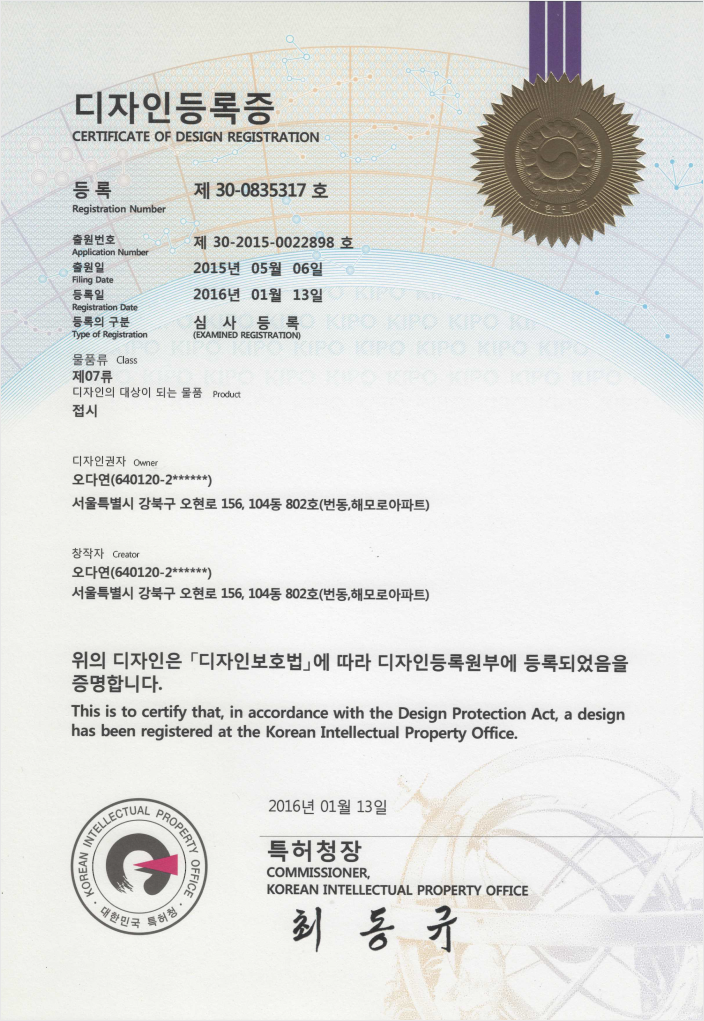 디자인등록증
CERTIFICATE OF DESIGN REGISTRATION
등 록 제 30-0835317 호
Registration Number
출원번호 제 30-2015-0022898 호
Application Number
출원일 2015년 05월 06일
Filing Date
등록일 2016년 01월 13일
Registration Date
등록의 구분 심 사 등 록
Type of Registration (EXAMINED REGISTRATION)
물품류 Class
제07류
디자인의 대상이 되는 물품 Product
접시
디자인권자 Owner
오다연(640120-2******)
서울특별시 강북구 오현로 156, 104동 802호(번동,해모로아파트)
창작자 Creator
오다연(640120-2******)
서울특별시 강북구 오현로 156, 104동 802호(번동,해모로아파트)
위의 디자인은 「디자인보호법」에 따라 디자인등록원부에 등록되었음을
증명합니다.
This is to certify that, in accordance with the Design Protection Act, a design
has been registered at the Korean Intellectual Property Office.
2016년 01월 13일
특허청장
COMMISSIONER,
KOREAN INTELLECTUAL PROPERTY OFFICE
최 동 규
KOREAN INTELLECTUAL PROPERTY OFFICE
· 대한민국 특허청 ·
대한민국
KIPO KIPO KIPO KIPO KIPO